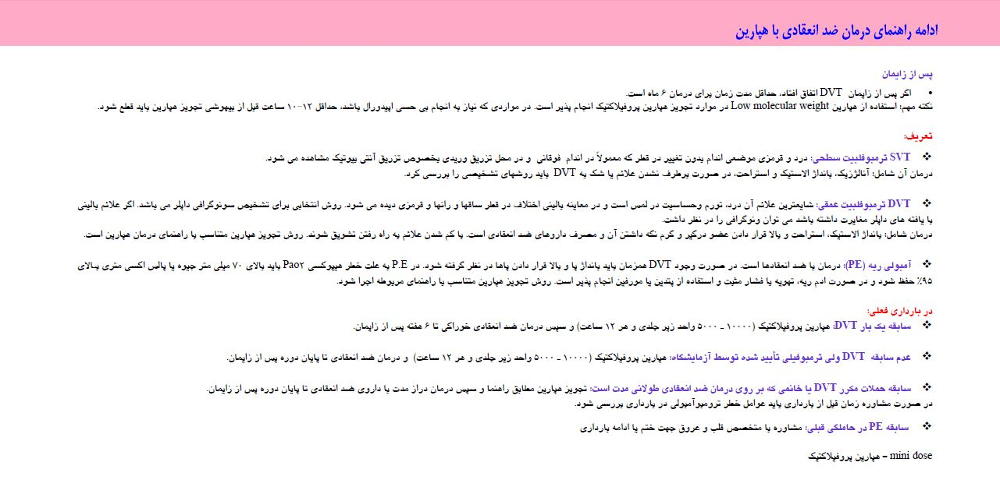 ادامه راهنمای درمان ضد انعقادی با هپارین
پس از زایمان
• اگر پس از زایمان DVT اتفاق افتاد، حداقل مدت زمان برای درمان ۶ ماه است.
نکته مهم: استفاده از هپارین Low molecular weight در موارد تجویز هپارین پروفیلاکتیک انجام پذیر است. در مواردی که نیاز به انجام بی حسی اپیدورال باشد، حداقل ۱۲-۱۰ ساعت قبل از بیهوشی تجویز هپارین باید قطع شود.
تعریف:
❖ SVT ترمبوفلبیت سطحی: درد و قرمزی موضعی اندام بدون تغییر در قطر که معمولاً در اندام فوقانی و در محل تزریق وریدی بخصوص تزریق آنتی بیوتیک مشاهده می شود.
درمان آن شامل: آنالژزیک، بانداژ الاستیک و استراحت، در صورت برطرف نشدن علائم یا شک به DVT باید روشهای تشخیصی را بررسی کرد.
❖ DVT ترمبوفلبیت عمقی: شایعترین علائم آن درد، تورم وحساسیت در لمس است و در معاینه بالینی اختلاف در قطر ساقها و رانها و قرمزی دیده می شود. روش انتخابی برای تشخیص سونوگرافی داپلر می باشد. اگر علائم بالینی
با یافته های داپلر مغایرت داشته باشد می توان ونوگرافی را در نظر داشت.
درمان شامل: بانداژ الاستیک، استراحت و بالا قرار دادن عضو درگیر و گرم نگه داشتن آن و مصرف داروهای ضد انعقادی است. با کم شدن علائم به راه رفتن تشویق شوند. روش تجویز هپارین متناسب با راهنمای درمان هپارین است.
❖ آمبولی ریه (PE): درمان با ضد انعقادها است. در صورت وجود DVT همزمان باید بانداژ پا و بالا قرار دادن پاها در نظر گرفته شود. در P.E به علت خطر هیپوکسی Pao۲ باید بالای ۷۰ میلی متر جیوه یا پالس اکسی متری بالای
۹۵٪ حفظ شود و در صورت ادم ریه، تهویه با فشار مثبت و استفاده از پتدین یا مورفین انجام پذیر است. روش تجویز هپارین متناسب با راهنمای مربوطه اجرا شود.
در بارداری فعلی:
❖ سابقه یک بار DVT: هپارین پروفیلاکتیک (۱۰۰۰۰ ـ ۵۰۰۰ واحد زیر جلدی و هر ۱۲ ساعت) و سپس درمان ضد انعقادی خوراکی تا ۶ هفته پس از زایمان.
❖ عدم سابقه DVT ولی ترمبوفیلی تأیید شده توسط آزمایشگاه: هپارین پروفیلاکتیک (۱۰۰۰۰ ـ ۵۰۰۰ واحد زیر جلدی و هر ۱۲ ساعت) و درمان ضد انعقادی تا پایان دوره پس از زایمان.
❖ سابقه حملات مکرر DVT یا خانمی که بر روی درمان ضد انعقادی طولانی مدت است: تجویز هپارین مطابق راهنما و سپس درمان دراز مدت با داروی ضد انعقادی تا پایان دوره پس از زایمان.
در صورت مشاوره زمان قبل از بارداری باید عوامل خطر ترومبوآمبولی در بارداری بررسی شود.
❖ سابقه PE در حاملگی قبلی: مشاوره با متخصص قلب و عروق جهت ختم یا ادامه بارداری
mini dose = هپارین پروفیلاکتیک